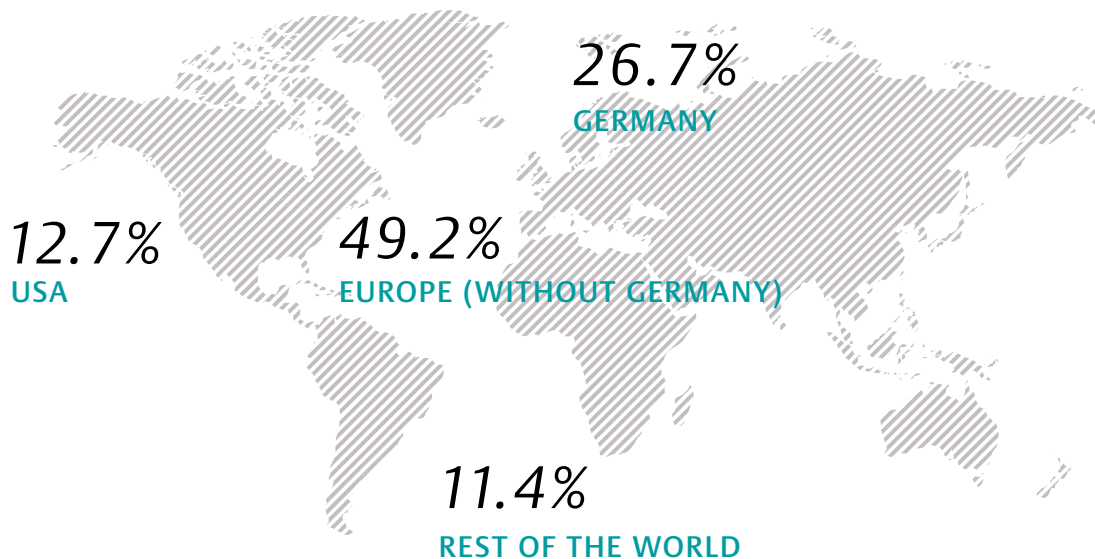 26.7%
GERMANY
12.7%
USA
49.2%
EUROPE (WITHOUT GERMANY)
11.4%
REST OF THE WORLD